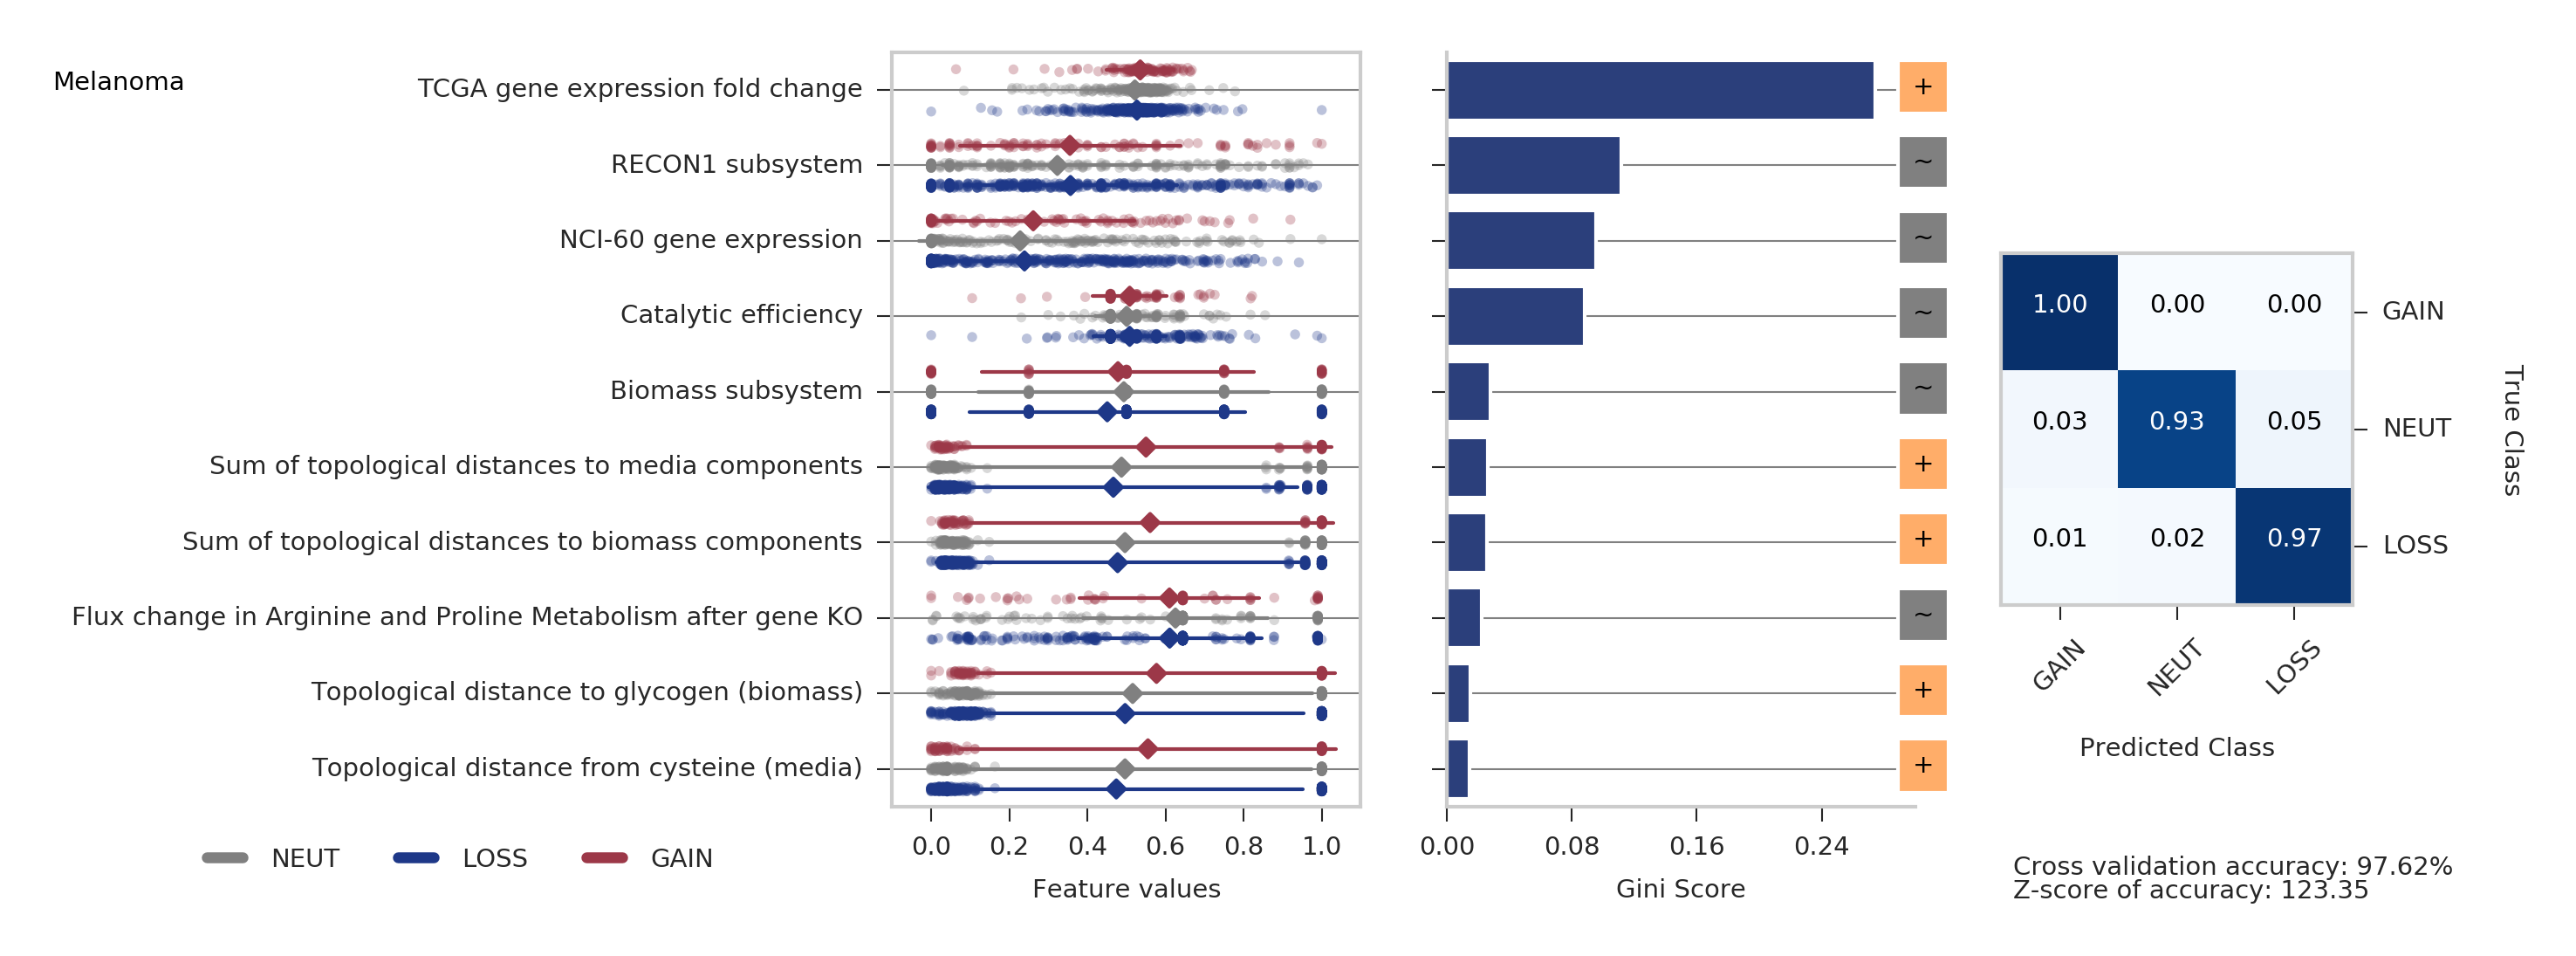 Melanoma
TCGA gene expression fold change
RECON1 subsystem
NCI-60 gene expression
Catalytic efficiency
Biomass subsystem
Sum of topological distances to media components
Sum of topological distances to biomass components
Flux change in Arginine and Proline Metabolism after gene KO
Topological distance to glycogen (biomass)
Topological distance from cysteine (media)
NEUT LOSS GAIN
0.0 0.2 0.4 0.6 0.8 1.0
Feature values
+
~
~
~
~
+
+
~
+
+
0.00 0.08 0.16 0.24
Gini Score
1.00 0.00 0.00 GAIN
0.03 0.93 0.05 NEUT
0.01 0.02 0.97 LOSS
True Class
GAIN NEUT LOSS
Predicted Class
Cross validation accuracy: 97.62%
Z-score of accuracy: 123.35